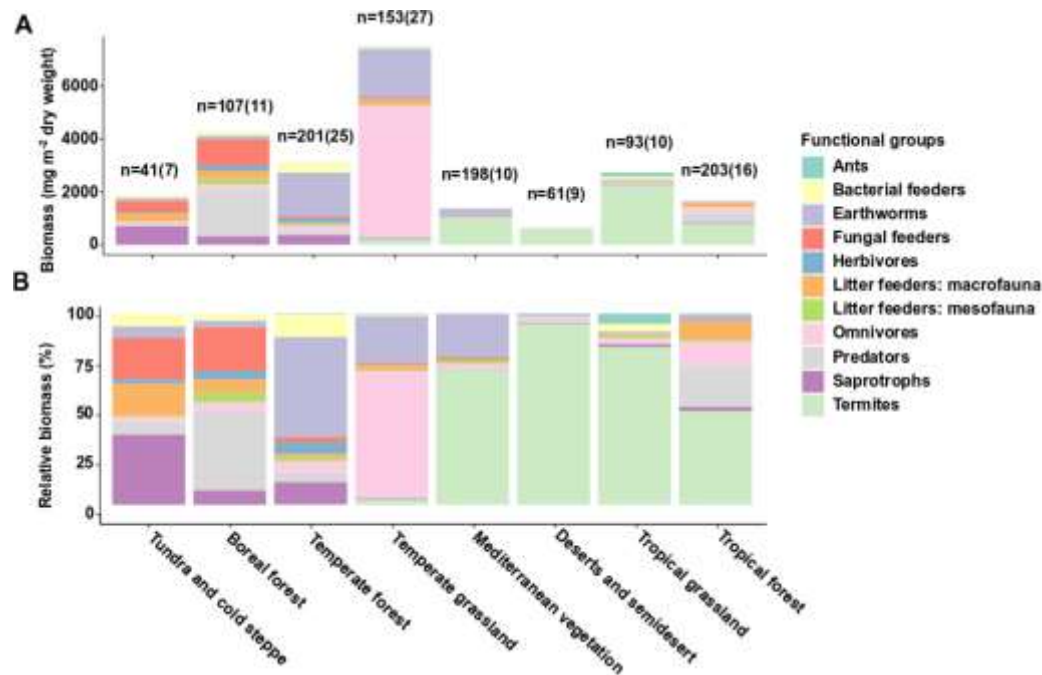 A
n=153(27)
n=107(11)
n=201(25)
n=41(7)
n=198(10)
n=61(9)
n=93(10)
n=203(16)
Biomass (mg m⁻² dry weight)
6000
4000
2000
0
B
Relative biomass (%)
100
75
50
25
0
Tundra and cold steppe
Boreal forest
Temperate forest
Temperate grassland
Mediterranean vegetation
Deserts and semidesert
Tropical grassland
Tropical forest
Functional groups
Ants
Bacterial feeders
Earthworms
Fungal feeders
Herbivores
Litter feeders: macrofauna
Litter feeders: mesofauna
Omnivores
Predators
Saprotrophs
Termites